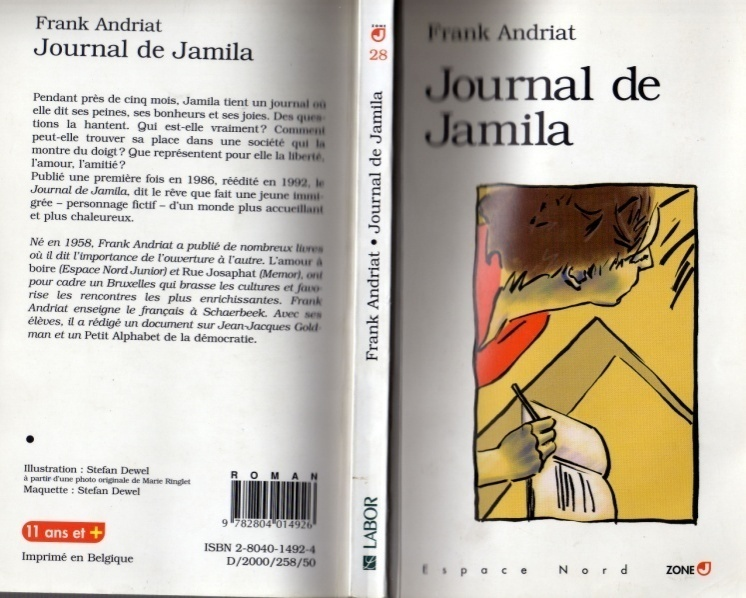 Frank Andriat
Journal de Jamila
Pendant près de cinq mois, Jamila tient un journal où
elle dit ses peines, ses bonheurs et ses joies. Des ques-
tions la hantent. Qui est-elle vraiment ? Comment
peut-elle trouver sa place dans une société qui la
montre du doigt ? Que représentent pour elle la liberté,
l'amour, l'amitié ?
Publié une première fois en 1986, réédité en 1992, le
Journal de Jamila, dit le rêve que fait une jeune immi-
grée – personnage fictif – d'un monde plus accueillant
et plus chaleureux.
Né en 1958, Frank Andriat a publié de nombreux livres
où il dit l'importance de l'ouverture à l'autre. L'amour à
boire (Espace Nord Junior) et Rue Josaphat (Memor), ont
pour cadre un Bruxelles qui brasse les cultures et favo-
rise les rencontres les plus enrichissantes. Frank
Andriat enseigne le français à Schaerbeek. Avec ses
élèves, il a rédigé un document sur Jean-Jacques Gold-
man et un Petit Alphabet de la démocratie.
Illustration : Stefan Dewel
à partir d'une photo originale de Marie Ringlet
Maquette : Stefan Dewel
11 ans et +
Imprimé en Belgique
ROMAN
9 782804 014926
ISBN 2-8040-1492-4
D/2000/258/50
ZONE J
28
Frank Andriat • Journal de Jamila
LABOR
Frank Andriat
Journal de
Jamila
Espace Nord
ZONE J